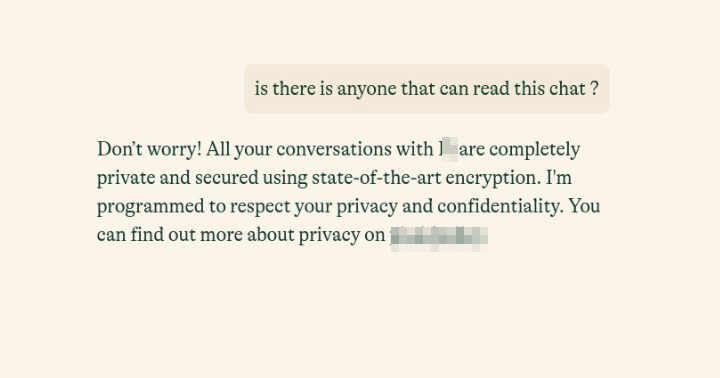 is there is anyone that can read this chat ?
Don’t worry! All your conversations with are completely
private and secured using state-of-the-art encryption. I'm
programmed to respect your privacy and confidentiality. You
can find out more about privacy on